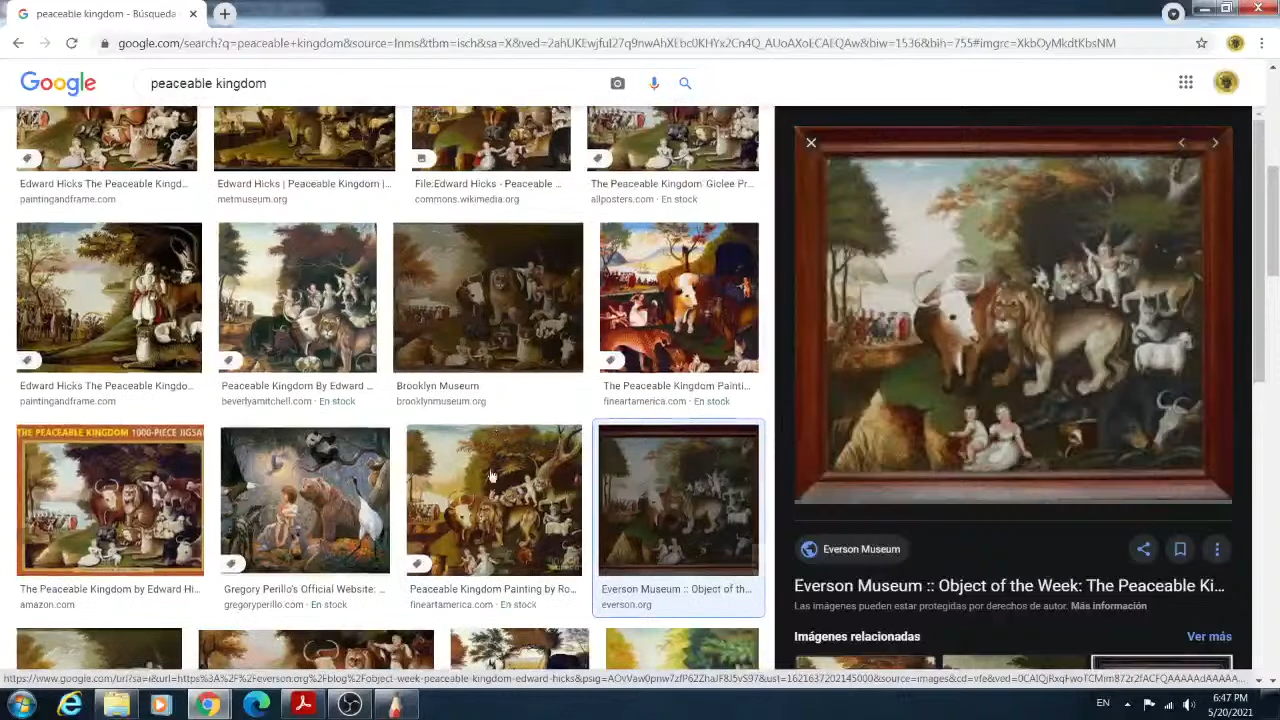 peaceable kingdom - Búsqueda
google.com/search?q=peaceable+kingdom&source=lnms&tbm=isch&sa=X&ved=2ahUKEwjful27q9nwAhXEbc0KHYx2Cn4Q_AUoAXoECAEQAw&biw=1536&bih=755#imgrc=XkbOyMkdtKbsNM
Google
peaceable kingdom
Edward Hicks The Peaceable Kingd...
paintingandframe.com
Edward Hicks | Peaceable Kingdom |...
metmuseum.org
File:Edward Hicks - Peaceable ...
commons.wikimedia.org
The Peaceable Kingdom Giclee Pr...
allposters.com · En stock
Edward Hicks The Peaceable Kingdo...
paintingandframe.com
Peaceable Kingdom By Edward ...
beverlyamitchell.com · En stock
Brooklyn Museum
brooklynmuseum.org
The Peaceable Kingdom Painti...
fineartamerica.com · En stock
THE PEACEABLE KINGDOM 1000-PIECE JIGSA
The Peaceable Kingdom by Edward Hi...
amazon.com
Gregory Perillo's Official Website: ...
gregoryperillo.com · En stock
Peaceable Kingdom Painting by Ro...
fineartamerica.com · En stock
Everson Museum :: Object of th...
everson.org
Everson Museum
Everson Museum :: Object of the Week: The Peaceable Ki...
Las imágenes pueden estar protegidas por derechos de autor. Más información
Imágenes relacionadas
Ver más
EN
6:47 PM
5/20/2021